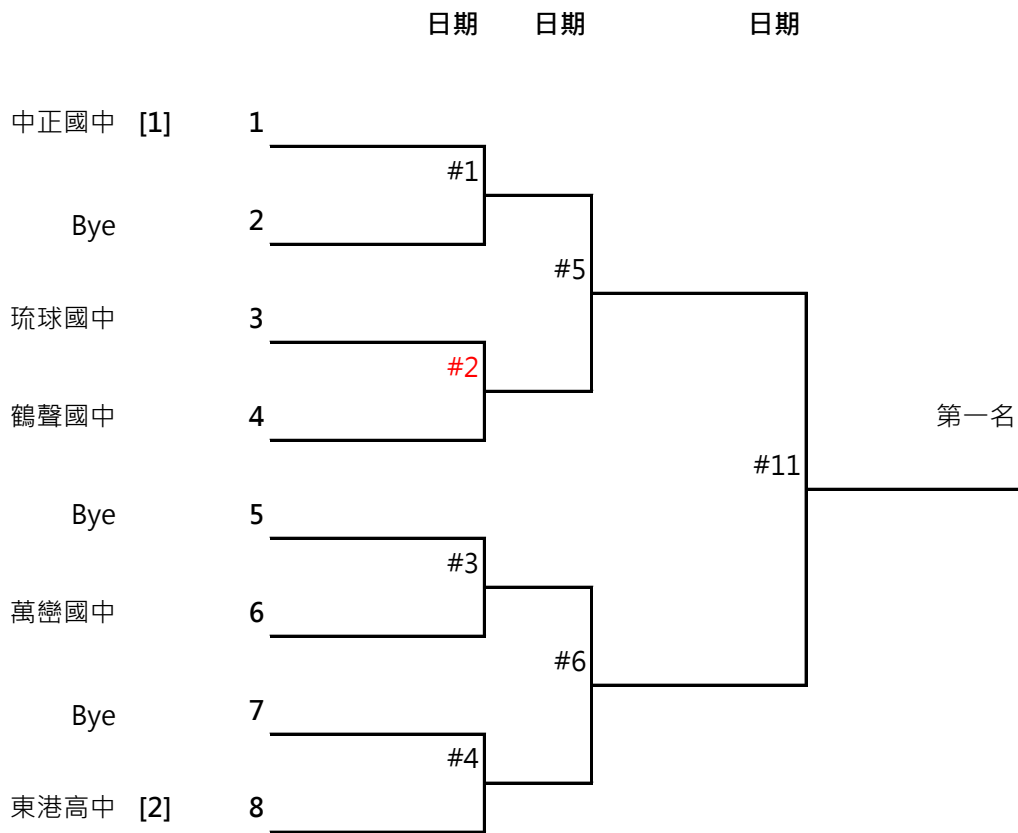 日期 日期 日期
中正國中 [1] 1
#1
Bye 2
#5
琉球國中 3
#2
鶴聲國中 4 第一名
#11
Bye 5
#3
萬巒國中 6
#6
Bye 7
#4
東港高中 [2] 8